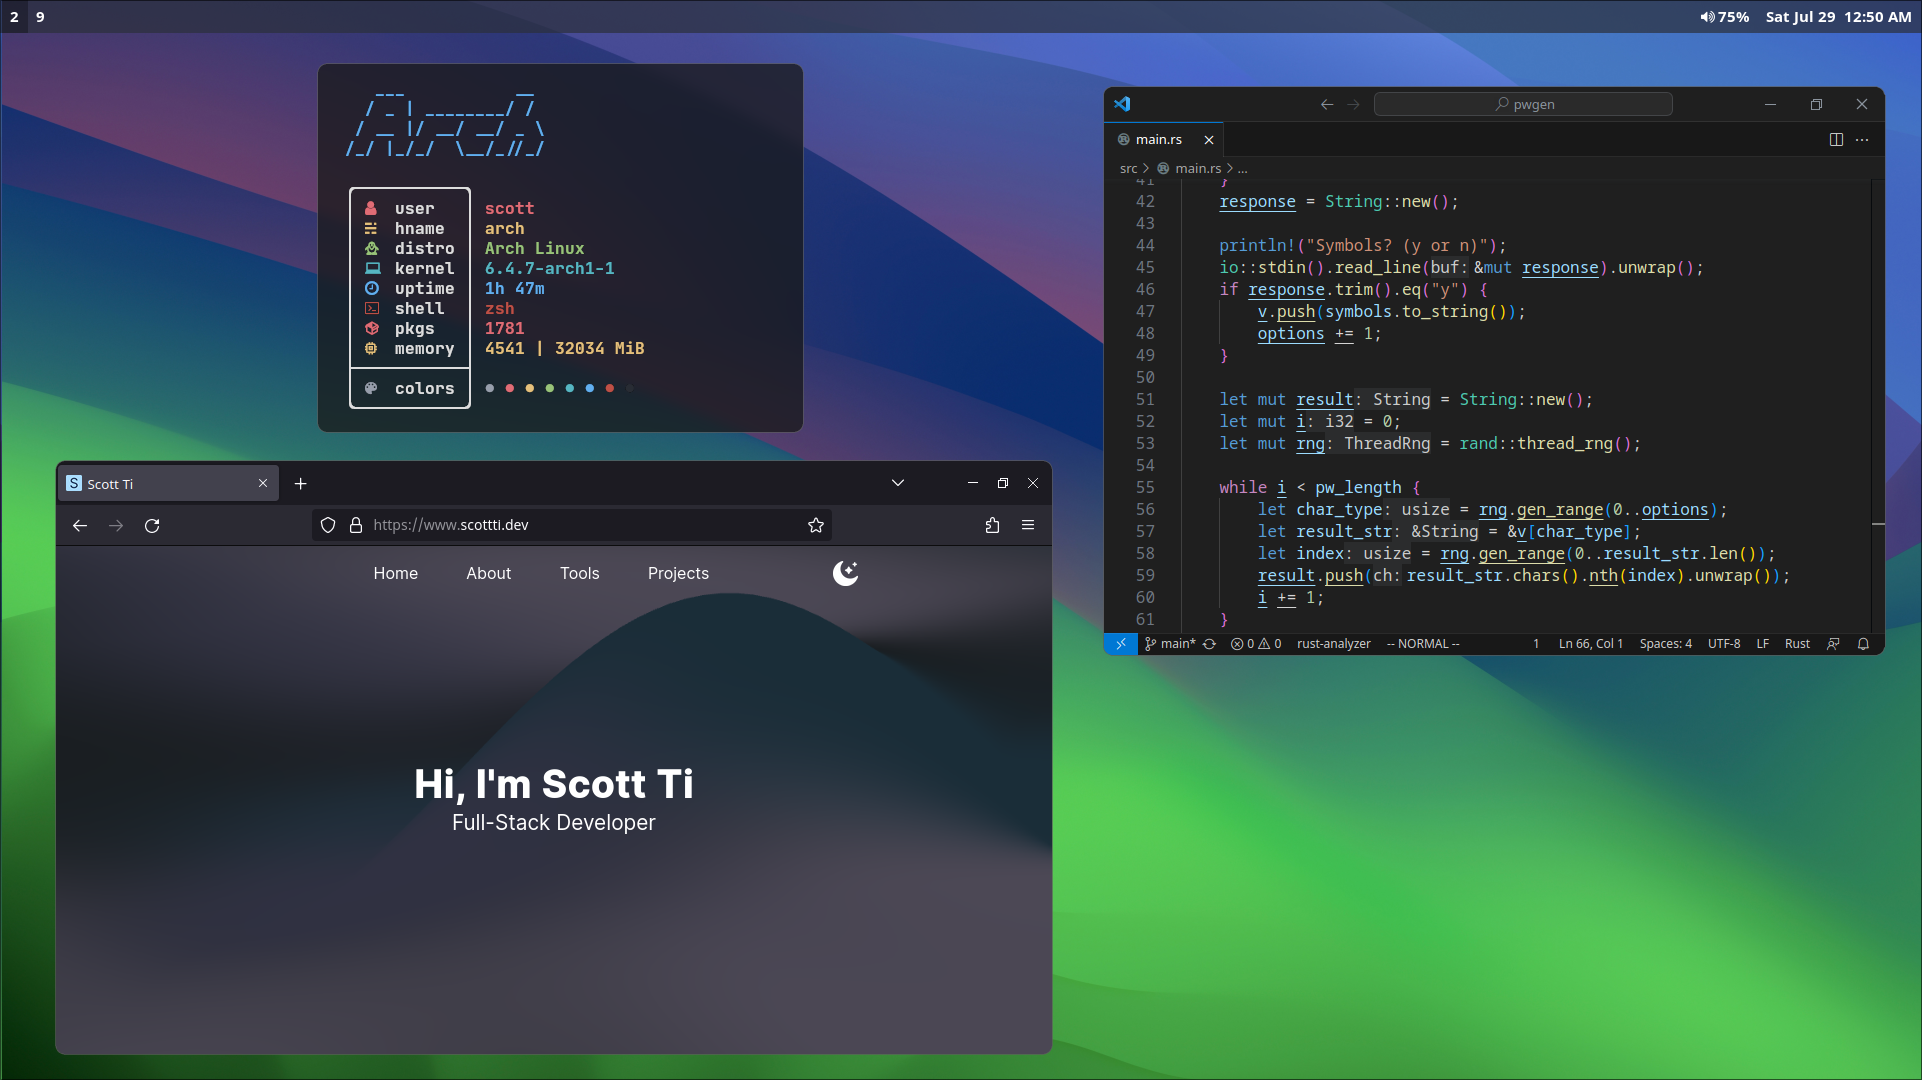 2 9 75% Sat Jul 29 12:50 AM
___ __
/ _ | ________/ /
/ __ |/ __/ __/ _ \
/_/ |_/_/ \__/_//_/
user scott
hname arch
distro Arch Linux
kernel 6.4.7-arch1-1
uptime 1h 47m
shell zsh
pkgs 1781
memory 4541 | 32034 MiB
colors
S Scott Ti
https://www.scottti.dev
Home About Tools Projects
Hi, I'm Scott Ti
Full-Stack Developer
pwgen
main.rs
src > main.rs > ...
41 }
42 response = String::new();
43
44 println!("Symbols? (y or n)");
45 io::stdin().read_line(buf: &mut response).unwrap();
46 if response.trim().eq("y") {
47 v.push(symbols.to_string());
48 options += 1;
49 }
50
51 let mut result: String = String::new();
52 let mut i: i32 = 0;
53 let mut rng: ThreadRng = rand::thread_rng();
54
55 while i < pw_length {
56 let char_type: usize = rng.gen_range(0..options);
57 let result_str: &String = &v[char_type];
58 let index: usize = rng.gen_range(0..result_str.len());
59 result.push(ch: result_str.chars().nth(index).unwrap());
60 i += 1;
61 }
main* 0 0 rust-analyzer -- NORMAL -- 1 Ln 66, Col 1 Spaces: 4 UTF-8 LF Rust